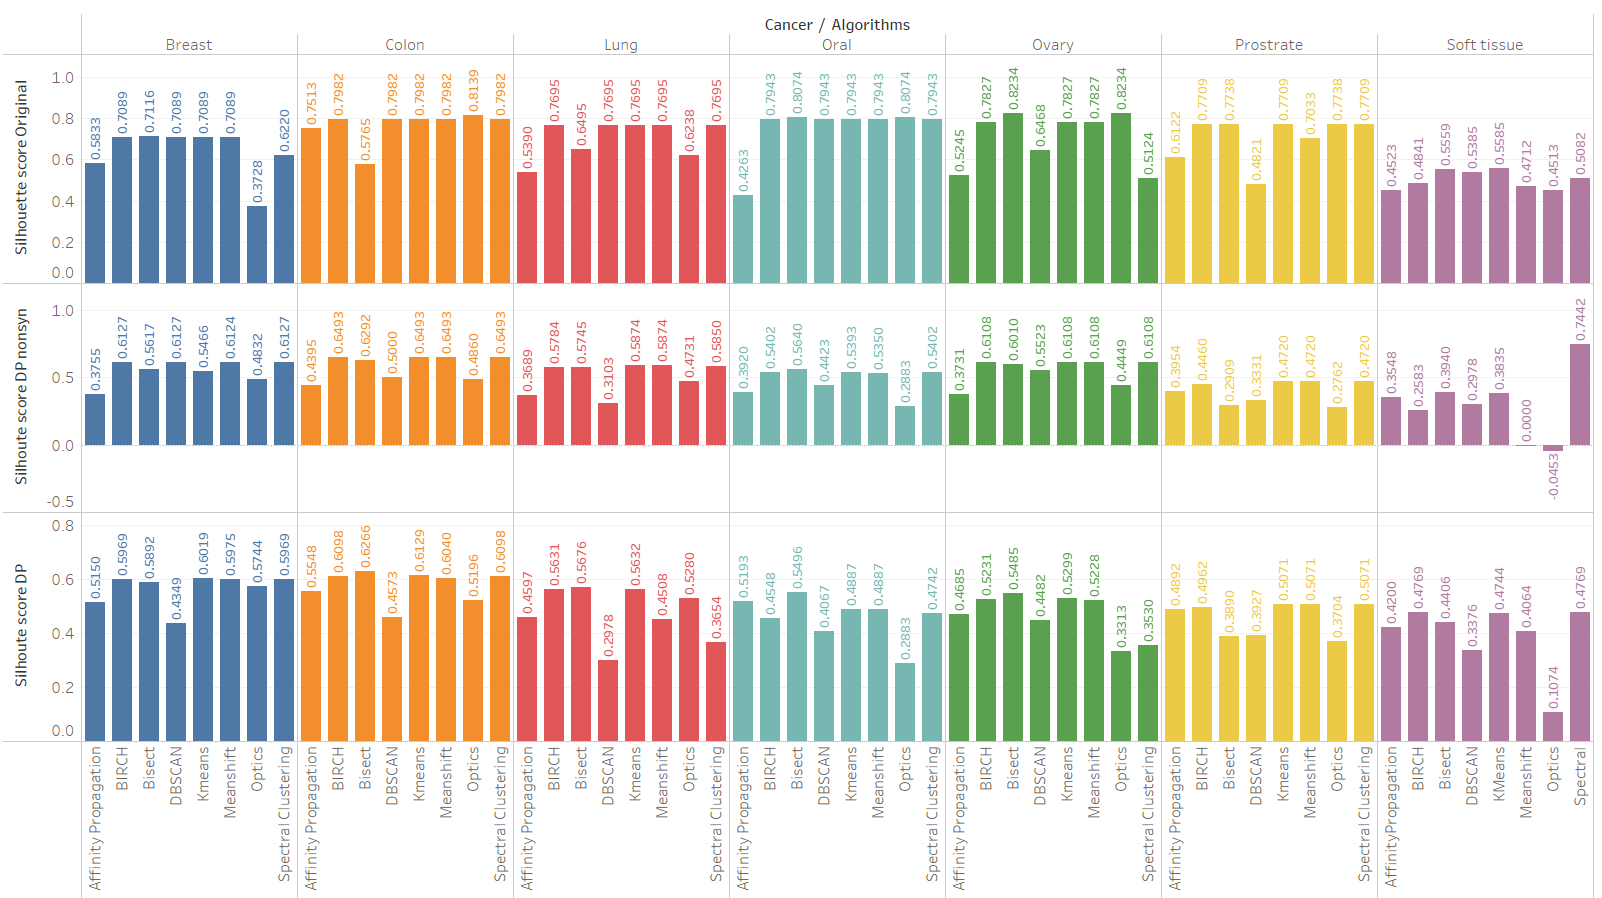 Cancer / Algorithms
Breast Colon Lung Oral Ovary Prostrate Soft tissue
Silhouette score Original
1.0
0.8
0.6
0.4
0.2
0.0
0.5833 0.7089 0.7116 0.7089 0.7089 0.7089 0.3728 0.6220
0.7513 0.7982 0.5765 0.7982 0.7982 0.7982 0.8139 0.7982
0.5390 0.7695 0.6495 0.7695 0.7695 0.7695 0.6238 0.7695
0.4263 0.7943 0.8074 0.7943 0.7943 0.7943 0.8074 0.7943
0.5245 0.7827 0.8234 0.6468 0.7827 0.7827 0.8234 0.5124
0.6122 0.7709 0.7738 0.4821 0.7709 0.7033 0.7738 0.7709
0.4523 0.4841 0.5559 0.5385 0.5585 0.4712 0.4513 0.5082
Silhoute score DP nonsyn
1.0
0.5
0.0
-0.5
0.3755 0.6127 0.5617 0.6127 0.5466 0.6124 0.4832 0.6127
0.4395 0.6493 0.6292 0.5000 0.6493 0.6493 0.4860 0.6493
0.3689 0.5784 0.5745 0.3103 0.5874 0.5874 0.4731 0.5850
0.3920 0.5402 0.5640 0.4423 0.5393 0.5350 0.2883 0.5402
0.3731 0.6108 0.6010 0.5523 0.6108 0.6108 0.4449 0.6108
0.3954 0.4460 0.2909 0.3331 0.4720 0.4720 0.2762 0.4720
0.3548 0.2583 0.3940 0.2978 0.3835 0.0000 -0.0453 0.7442
Silhoute score DP
0.8
0.6
0.4
0.2
0.0
0.5150 0.5969 0.5892 0.4349 0.6019 0.5975 0.5744 0.5969
0.5548 0.6098 0.6266 0.4573 0.6129 0.6040 0.5196 0.6098
0.4597 0.5631 0.5676 0.2978 0.5632 0.4508 0.5280 0.3654
0.5193 0.4548 0.5496 0.4067 0.4887 0.4887 0.2883 0.4742
0.4685 0.5231 0.5485 0.4482 0.5299 0.5228 0.3313 0.3530
0.4892 0.4962 0.3890 0.3927 0.5071 0.5071 0.3704 0.5071
0.4200 0.4769 0.4406 0.3376 0.4744 0.4064 0.1074 0.4769
Affinity Propagation BIRCH Bisect DBSCAN Kmeans Meanshift Optics Spectral Clustering
Affinity Propagation BIRCH Bisect DBSCAN Kmeans Meanshift Optics Spectral Clustering
Affinity Propagation BIRCH Bisect DBSCAN Kmeans Meanshift Optics Spectral Clustering
Affinity Propagation BIRCH Bisect DBSCAN Kmeans Meanshift Optics Spectral Clustering
Affinity Propagation BIRCH Bisect DBSCAN Kmeans Meanshift Optics Spectral Clustering
Affinity Propagation BIRCH Bisect DBSCAN Kmeans Meanshift Optics Spectral Clustering
AffinityPropagation BIRCH Bisect DBSCAN KMeans Meanshift Optics Spectral